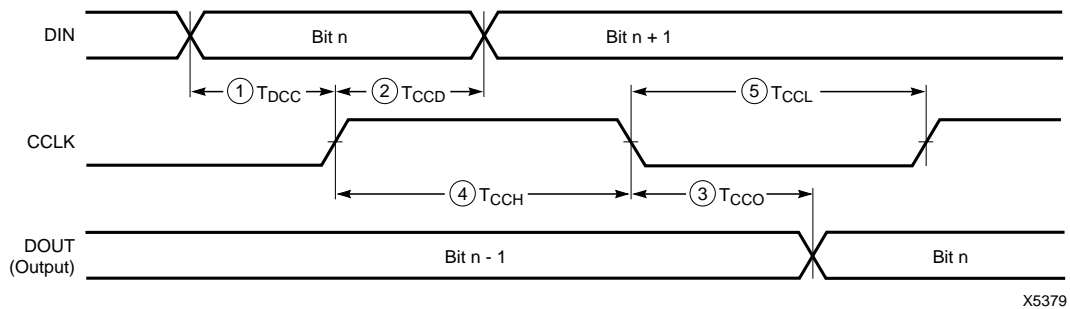 DIN
Bit n
Bit n + 1
1 TDCC
2 TCCD
5 TCCL
CCLK
4 TCCH
3 TCCO
DOUT
(Output)
Bit n - 1
Bit n
X5379